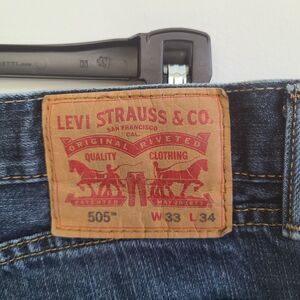 LEVI STRAUSS & CO.
SAN FRANCISCO
CAL.
ORIGINAL RIVETED
QUALITY CLOTHING
505™ W33 L34